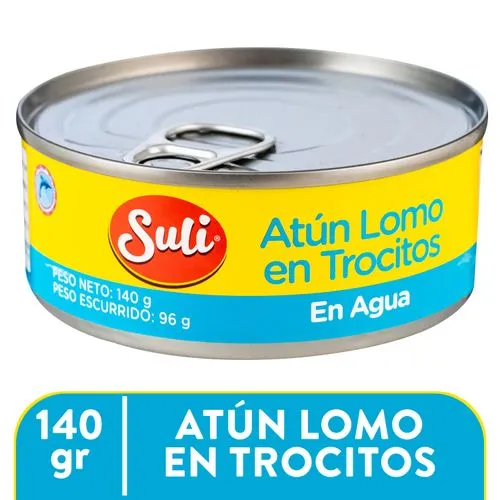 Suli
Atún Lomo
en Trocitos
En Agua
PESO NETO: 140 g
PESO ESCURRIDO: 96 g
140
gr
ATÚN LOMO
EN TROCITOS